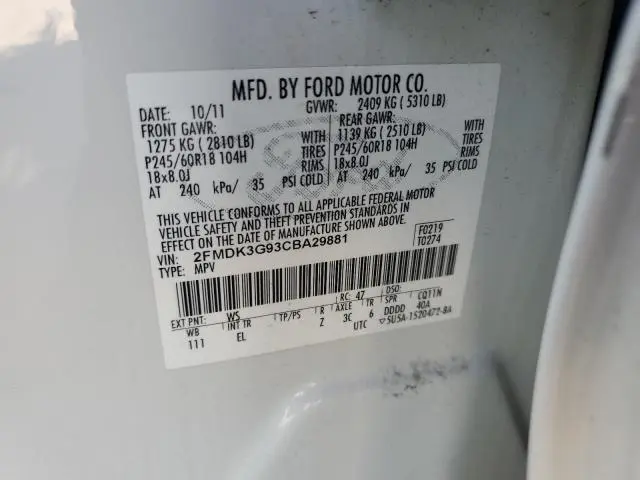 MFD. BY FORD MOTOR CO.
DATE: 10/11 GVWR: 2409 KG ( 5310 LB)
FRONT GAWR: REAR GAWR:
1275 KG ( 2810 LB) WITH 1139 KG ( 2510 LB) WITH
P245/60R18 104H TIRES P245/60R18 104H TIRES
18x8.0J RIMS 18x8.0J RIMS
AT 240 kPa/ 35 PSI COLD AT 240 kPa/ 35 PSI COLD
THIS VEHICLE CONFORMS TO ALL APPLICABLE FEDERAL MOTOR
VEHICLE SAFETY AND THEFT PREVENTION STANDARDS IN
EFFECT ON THE DATE OF MANUFACTURE SHOWN ABOVE.
VIN: 2FMDK3G93CBA29881 F0219
TYPE: MPV T0274
EXT PNT: WS RC: 47 DSO:
WB INT TR TP/PS R AXLE TR SPR CQ11N
111 EL Z 3C 6 DDDD 40A
UTC ▽5U5A-1520472-BA